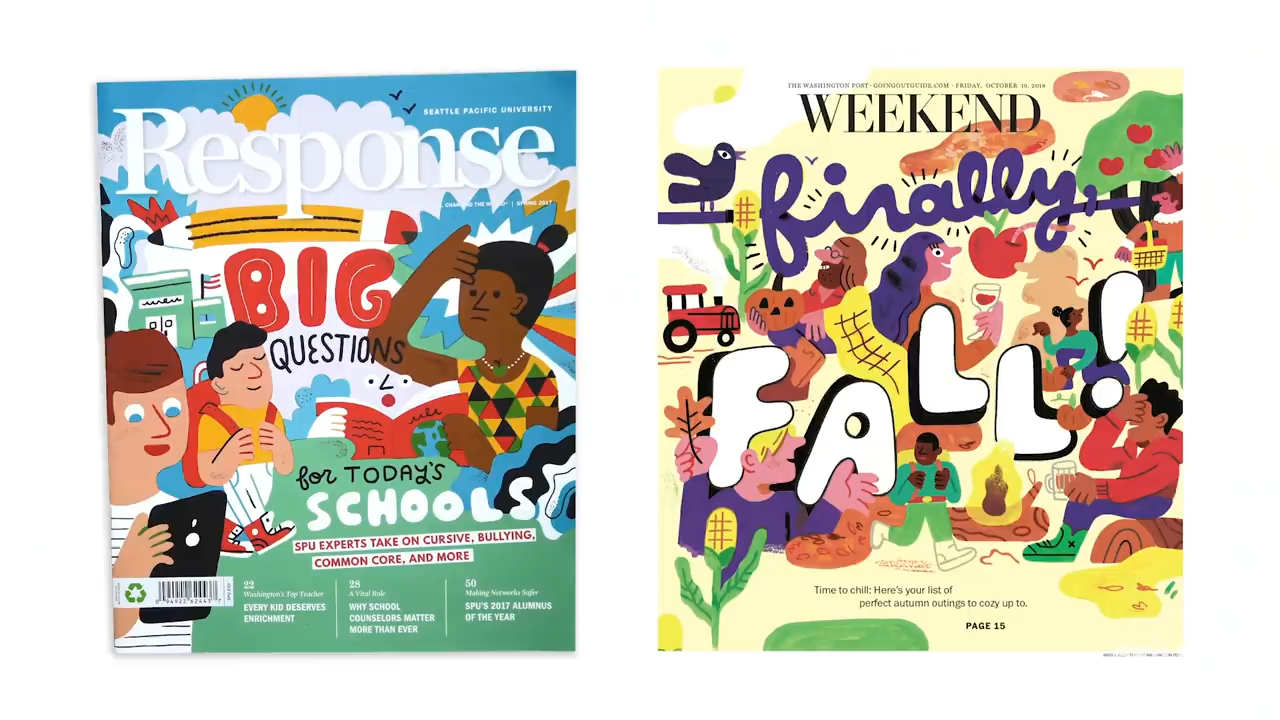 SEATTLE PACIFIC UNIVERSITY
Response
CHANGING THE WORLD® | SPRING 2017
BIG
QUESTIONS
for TODAY'S
SCHOOLS
SPU EXPERTS TAKE ON CURSIVE, BULLYING,
COMMON CORE, AND MORE
22
Washington's Top Teacher
EVERY KID DESERVES
ENRICHMENT
28
A Vital Role
WHY SCHOOL
COUNSELORS MATTER
MORE THAN EVER
50
Making Networks Safer
SPU'S 2017 ALUMNUS
OF THE YEAR
THE WASHINGTON POST · GOINGOUTGUIDE.COM · FRIDAY, OCTOBER 19, 2018
WEEKEND
finally,
FALL!
Time to chill: Here's your list of
perfect autumn outings to cozy up to.
PAGE 15